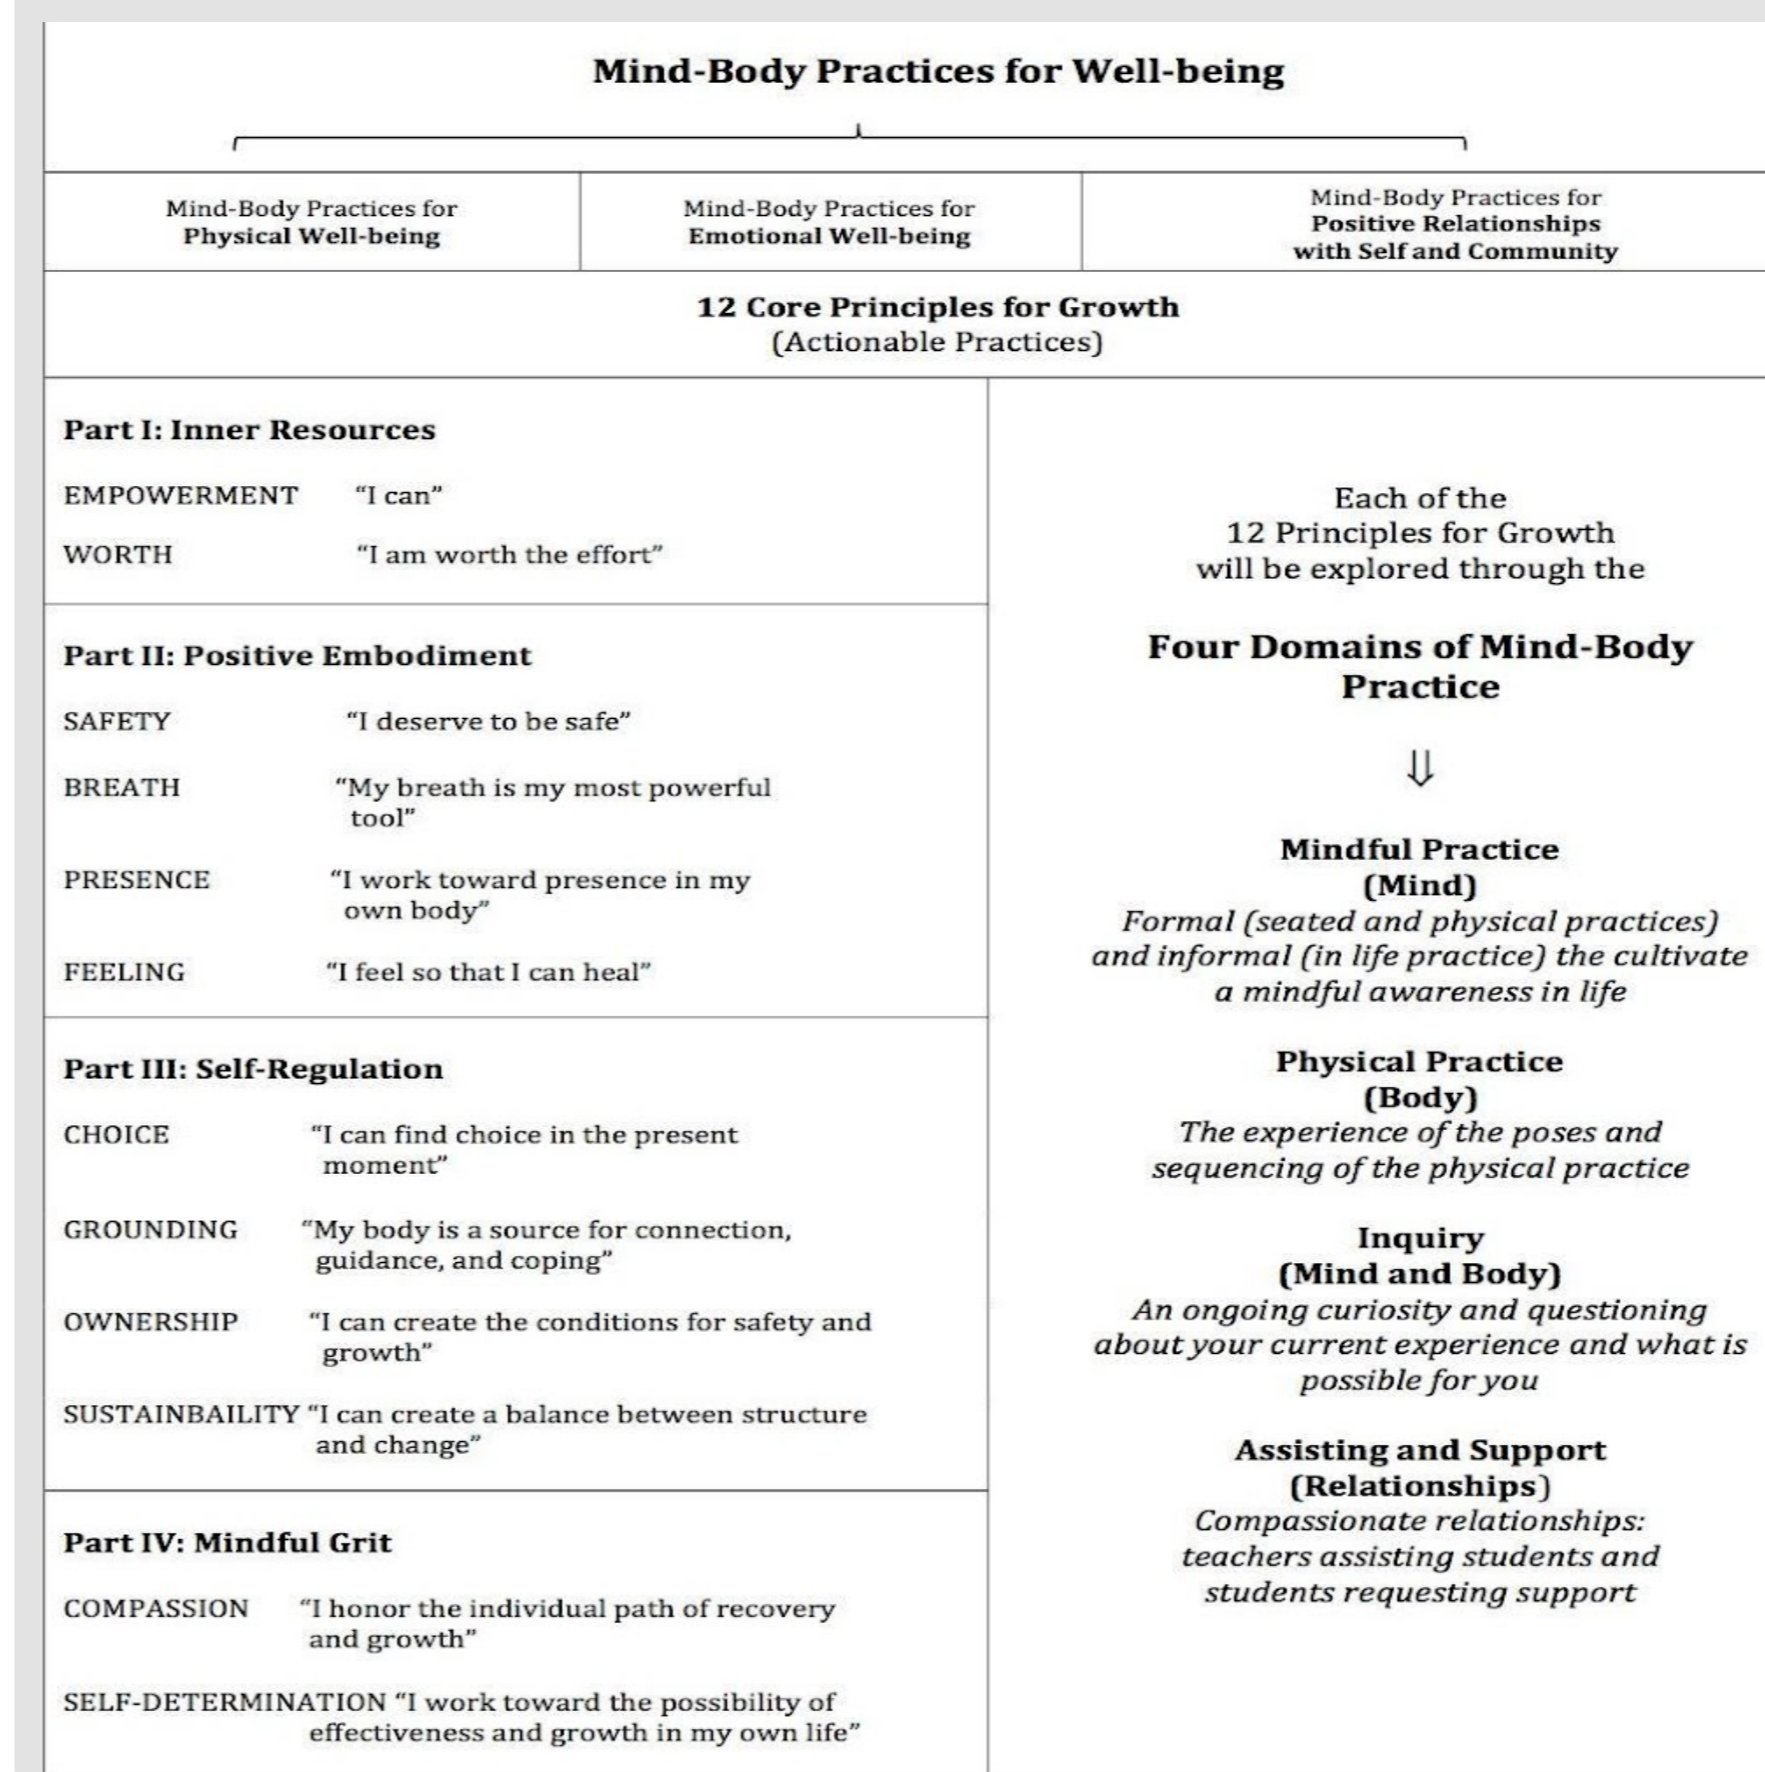 Mind-Body Practices for Well-being
Mind-Body Practices for
Physical Well-being
Mind-Body Practices for
Emotional Well-being
Mind-Body Practices for
Positive Relationships
with Self and Community
12 Core Principles for Growth
(Actionable Practices)
Part I: Inner Resources
EMPOWERMENT "I can"
WORTH "I am worth the effort"
Part II: Positive Embodiment
SAFETY "I deserve to be safe"
BREATH "My breath is my most powerful
tool"
PRESENCE "I work toward presence in my
own body"
FEELING "I feel so that I can heal"
Part III: Self-Regulation
CHOICE "I can find choice in the present
moment"
GROUNDING "My body is a source for connection,
guidance, and coping"
OWNERSHIP "I can create the conditions for safety and
growth"
SUSTAINBAILITY "I can create a balance between structure
and change"
Part IV: Mindful Grit
COMPASSION "I honor the individual path of recovery
and growth"
SELF-DETERMINATION "I work toward the possibility of
effectiveness and growth in my own life"
Each of the
12 Principles for Growth
will be explored through the
Four Domains of Mind-Body
Practice
⇓
Mindful Practice
(Mind)
Formal (seated and physical practices)
and informal (in life practice) the cultivate
a mindful awareness in life
Physical Practice
(Body)
The experience of the poses and
sequencing of the physical practice
Inquiry
(Mind and Body)
An ongoing curiosity and questioning
about your current experience and what is
possible for you
Assisting and Support
(Relationships)
Compassionate relationships:
teachers assisting students and
students requesting support